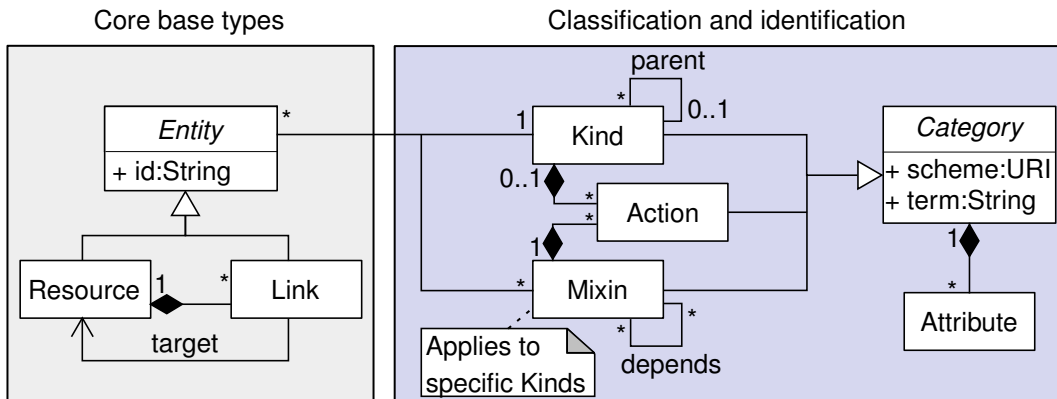 Core base types
Classification and identification
parent
*
0..1
*
Entity
+ id:String
1
Kind
Category
+ scheme:URI
+ term:String
0..1
*
*
Action
1
1
Resource
1
*
Link
*
Mixin
*
Attribute
target
*
*
depends
Applies to
specific Kinds